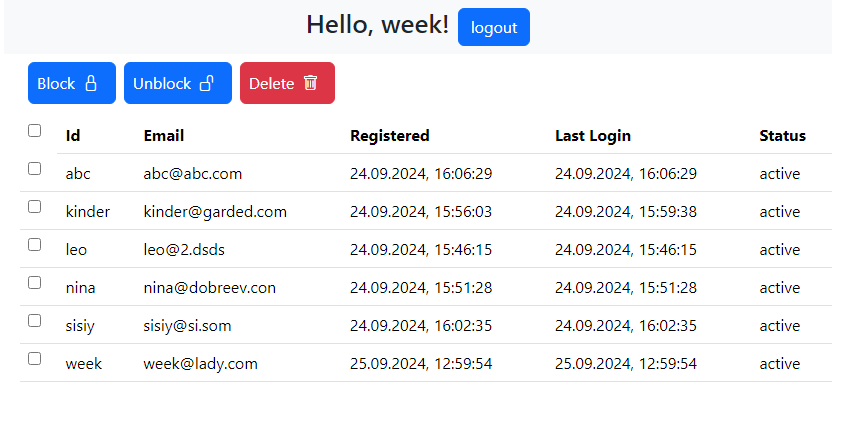 Hello, week! logout
Block Unblock Delete
Id Email Registered Last Login Status
abc abc@abc.com 24.09.2024, 16:06:29 24.09.2024, 16:06:29 active
kinder kinder@garded.com 24.09.2024, 15:56:03 24.09.2024, 15:59:38 active
leo leo@2.dsds 24.09.2024, 15:46:15 24.09.2024, 15:46:15 active
nina nina@dobreev.con 24.09.2024, 15:51:28 24.09.2024, 15:51:28 active
sisiy sisiy@si.som 24.09.2024, 16:02:35 24.09.2024, 16:02:35 active
week week@lady.com 25.09.2024, 12:59:54 25.09.2024, 12:59:54 active